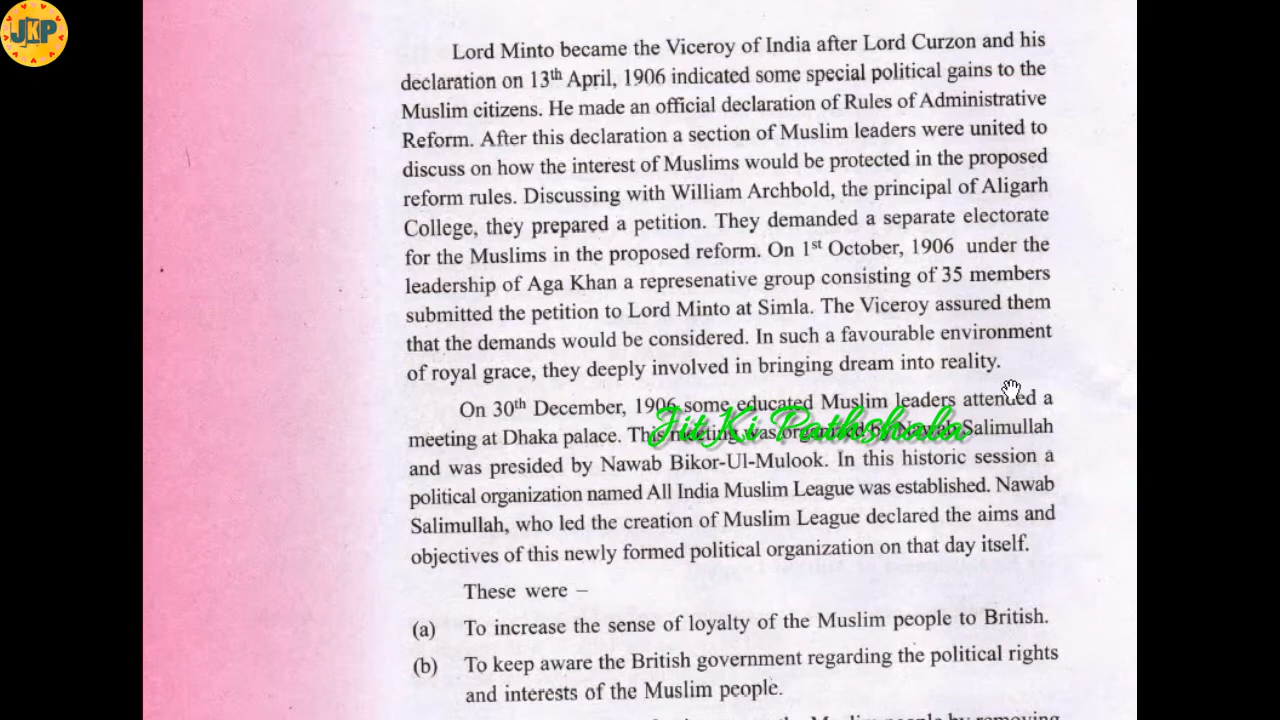 JKP
Lord Minto became the Viceroy of India after Lord Curzon and his
declaration on 13th April, 1906 indicated some special political gains to the
Muslim citizens. He made an official declaration of Rules of Administrative
Reform. After this declaration a section of Muslim leaders were united to
discuss on how the interest of Muslims would be protected in the proposed
reform rules. Discussing with William Archbold, the principal of Aligarh
College, they prepared a petition. They demanded a separate electorate
for the Muslims in the proposed reform. On 1st October, 1906 under the
leadership of Aga Khan a represenative group consisting of 35 members
submitted the petition to Lord Minto at Simla. The Viceroy assured them
that the demands would be considered. In such a favourable environment
of royal grace, they deeply involved in bringing dream into reality.
On 30th December, 1906 some educated Muslim leaders attended a
meeting at Dhaka palace. This meeting was organized by Nawab Salimullah
Jit Ki Pathshala
and was presided by Nawab Bikor-Ul-Mulook. In this historic session a
political organization named All India Muslim League was established. Nawab
Salimullah, who led the creation of Muslim League declared the aims and
objectives of this newly formed political organization on that day itself.
These were –
(a) To increase the sense of loyalty of the Muslim people to British.
(b) To keep aware the British government regarding the political rights
and interests of the Muslim people.
the Muslim people by removing